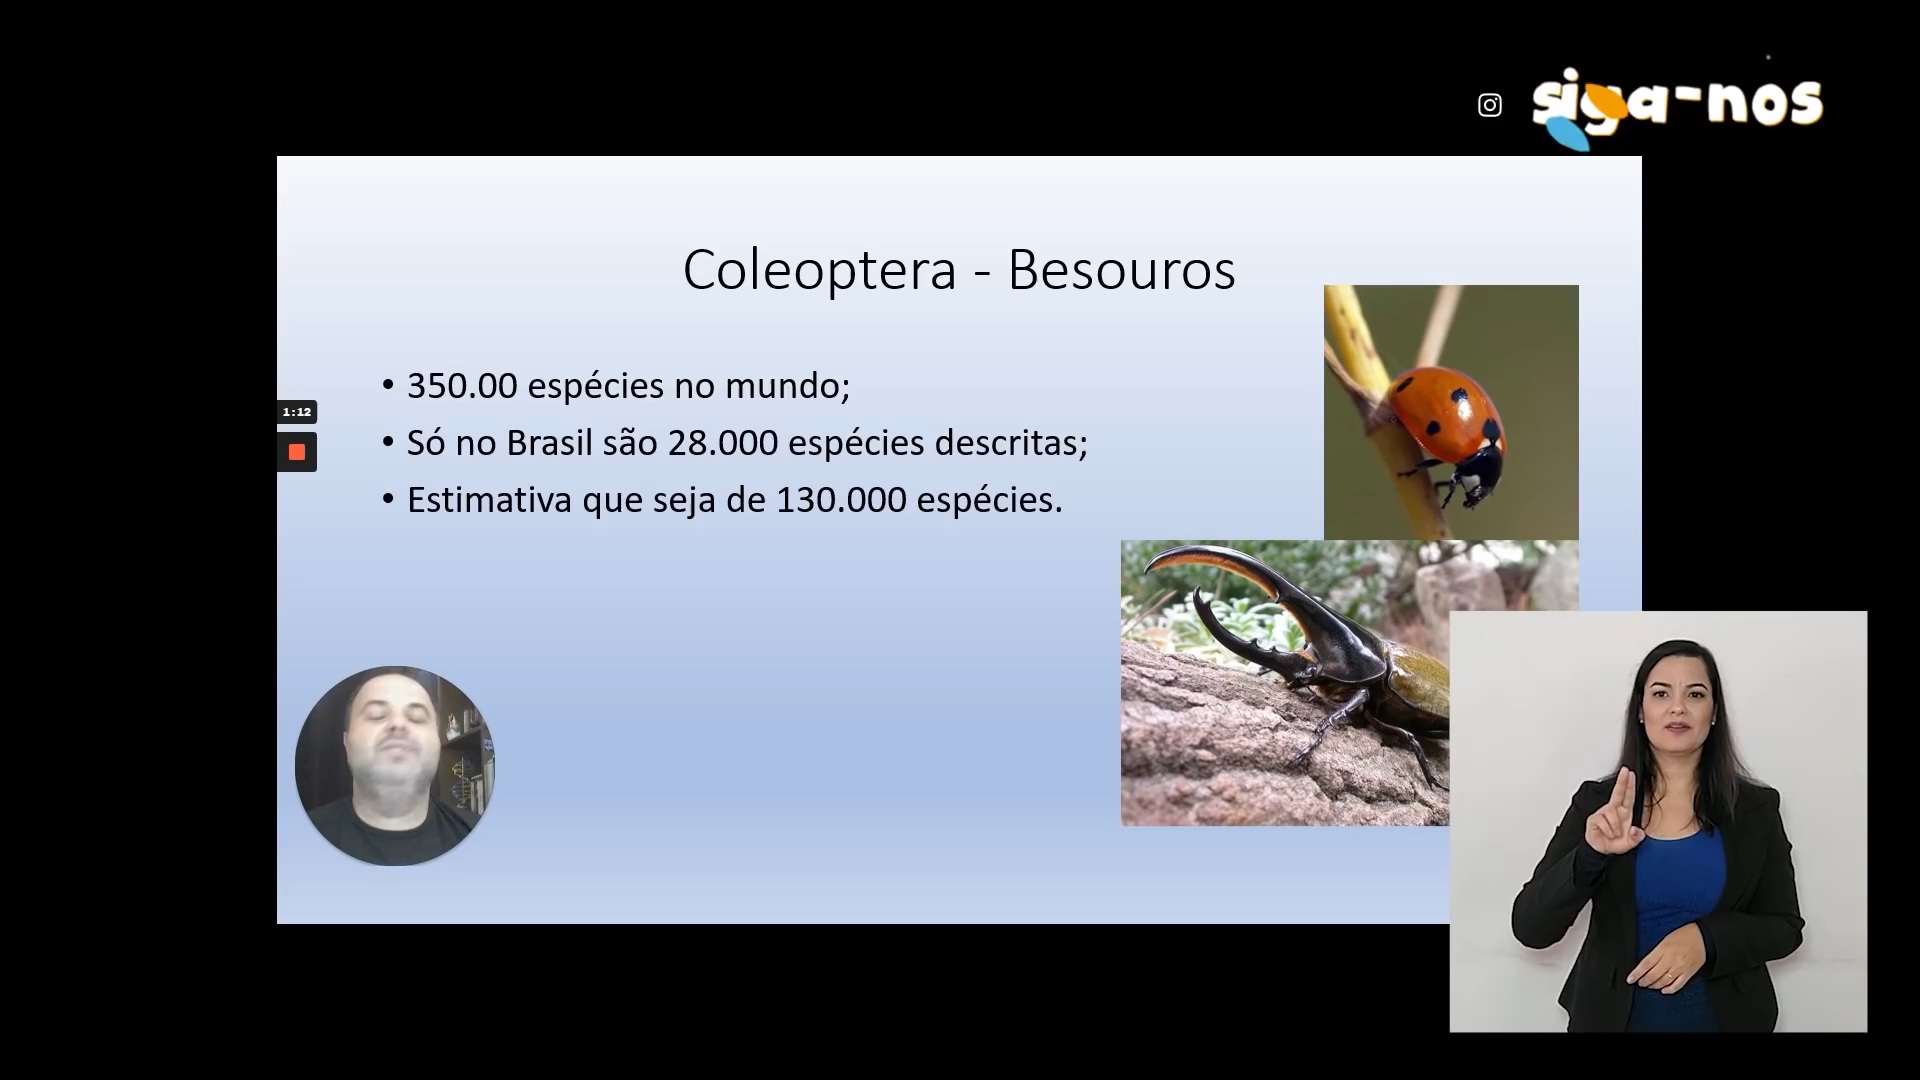 siga-nos
Coleoptera - Besouros
• 350.00 espécies no mundo;
1:12
• Só no Brasil são 28.000 espécies descritas;
• Estimativa que seja de 130.000 espécies.